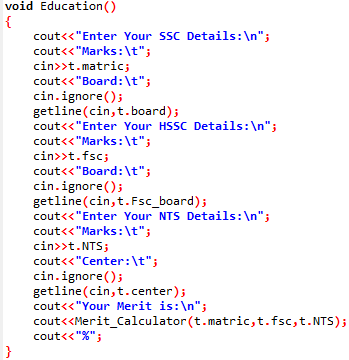 void Education()
{
cout<<"Enter Your SSC Details:\n";
cout<<"Marks:\t";
cin>>t.matric;
cout<<"Board:\t";
cin.ignore();
getline(cin,t.board);
cout<<"Enter Your HSSC Details:\n";
cout<<"Marks:\t";
cin>>t.fsc;
cout<<"Board:\t";
cin.ignore();
getline(cin,t.Fsc_board);
cout<<"Enter Your NTS Details:\n";
cout<<"Marks:\t";
cin>>t.NTS;
cout<<"Center:\t";
cin.ignore();
getline(cin,t.center);
cout<<"Your Merit is:\n";
cout<<Merit_Calculator(t.matric,t.fsc,t.NTS);
cout<<"%";
}